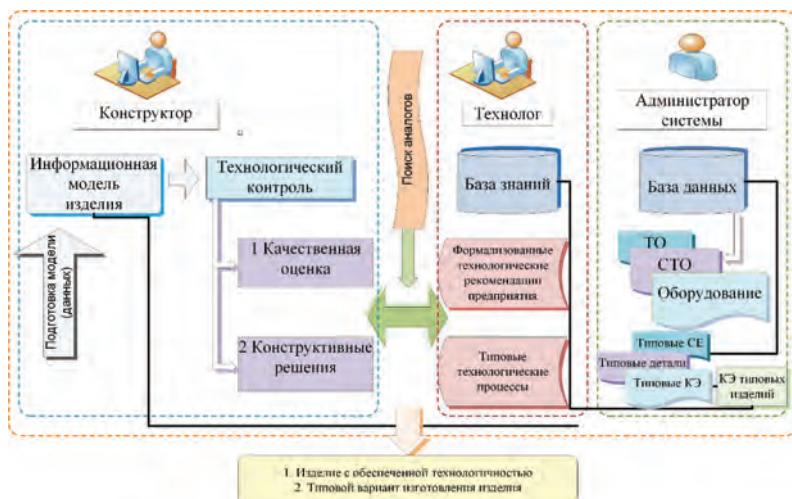 Конструктор
Информационная
модель
изделия
Технологический
контроль
1 Качественная
оценка
2 Конструктивные
решения
Подготовка модели
(данных)
Поиск аналогов
Технолог
База знаний
Формализованные
технологические
рекомендации
предприятия
Типовые
технологические
процессы
Администратор
системы
База данных
ТО
СТО
Оборудование
Типовые СЕ
Типовые детали
Типовые КЭ
КЭ типовых
изделий
1. Изделие с обеспеченной технологичностью
2. Типовой вариант изготовления изделия